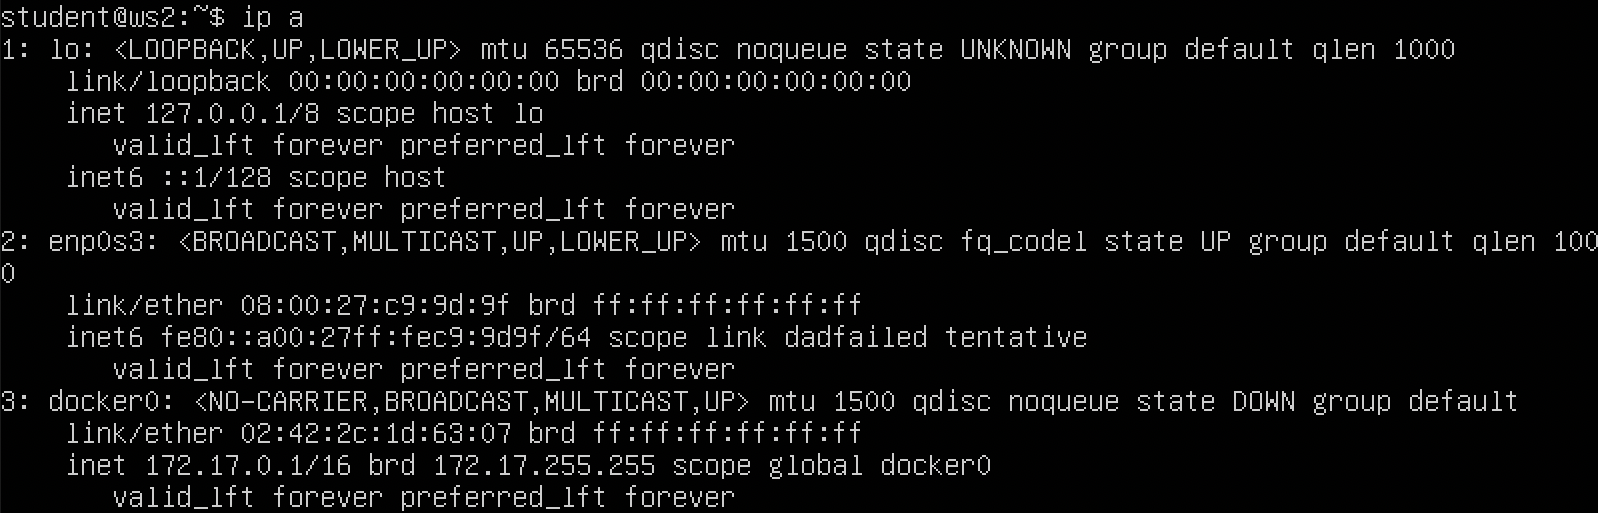 student@ws2:~$ ip a
1: lo: <LOOPBACK,UP,LOWER_UP> mtu 65536 qdisc noqueue state UNKNOWN group default qlen 1000
    link/loopback 00:00:00:00:00:00 brd 00:00:00:00:00:00
    inet 127.0.0.1/8 scope host lo
       valid_lft forever preferred_lft forever
    inet6 ::1/128 scope host
       valid_lft forever preferred_lft forever
2: enp0s3: <BROADCAST,MULTICAST,UP,LOWER_UP> mtu 1500 qdisc fq_codel state UP group default qlen 100
0
    link/ether 08:00:27:c9:9d:9f brd ff:ff:ff:ff:ff:ff
    inet6 fe80::a00:27ff:fec9:9d9f/64 scope link dadfailed tentative
       valid_lft forever preferred_lft forever
3: docker0: <NO-CARRIER,BROADCAST,MULTICAST,UP> mtu 1500 qdisc noqueue state DOWN group default
    link/ether 02:42:2c:1d:63:07 brd ff:ff:ff:ff:ff:ff
    inet 172.17.0.1/16 brd 172.17.255.255 scope global docker0
       valid_lft forever preferred_lft forever